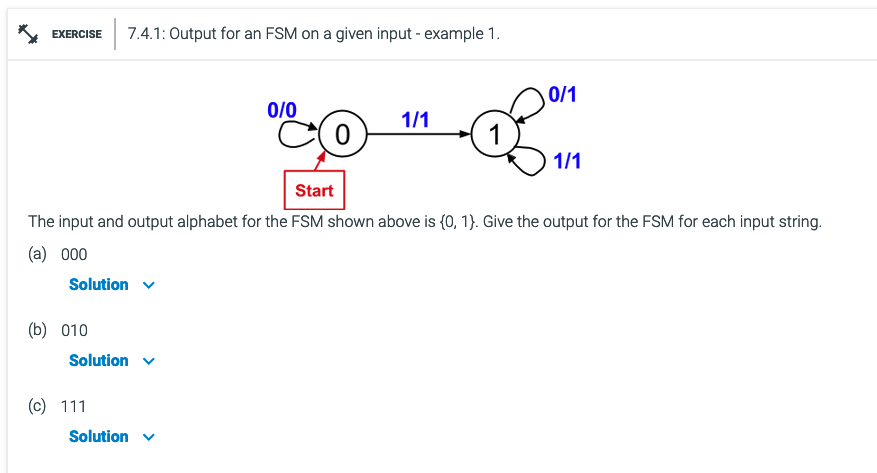 EXERCISE 7.4.1: Output for an FSM on a given input - example 1.
0/0 0 1/1 1 0/1
1/1
Start
The input and output alphabet for the FSM shown above is {0, 1}. Give the output for the FSM for each input string.
(a) 000
Solution
(b) 010
Solution
(c) 111
Solution